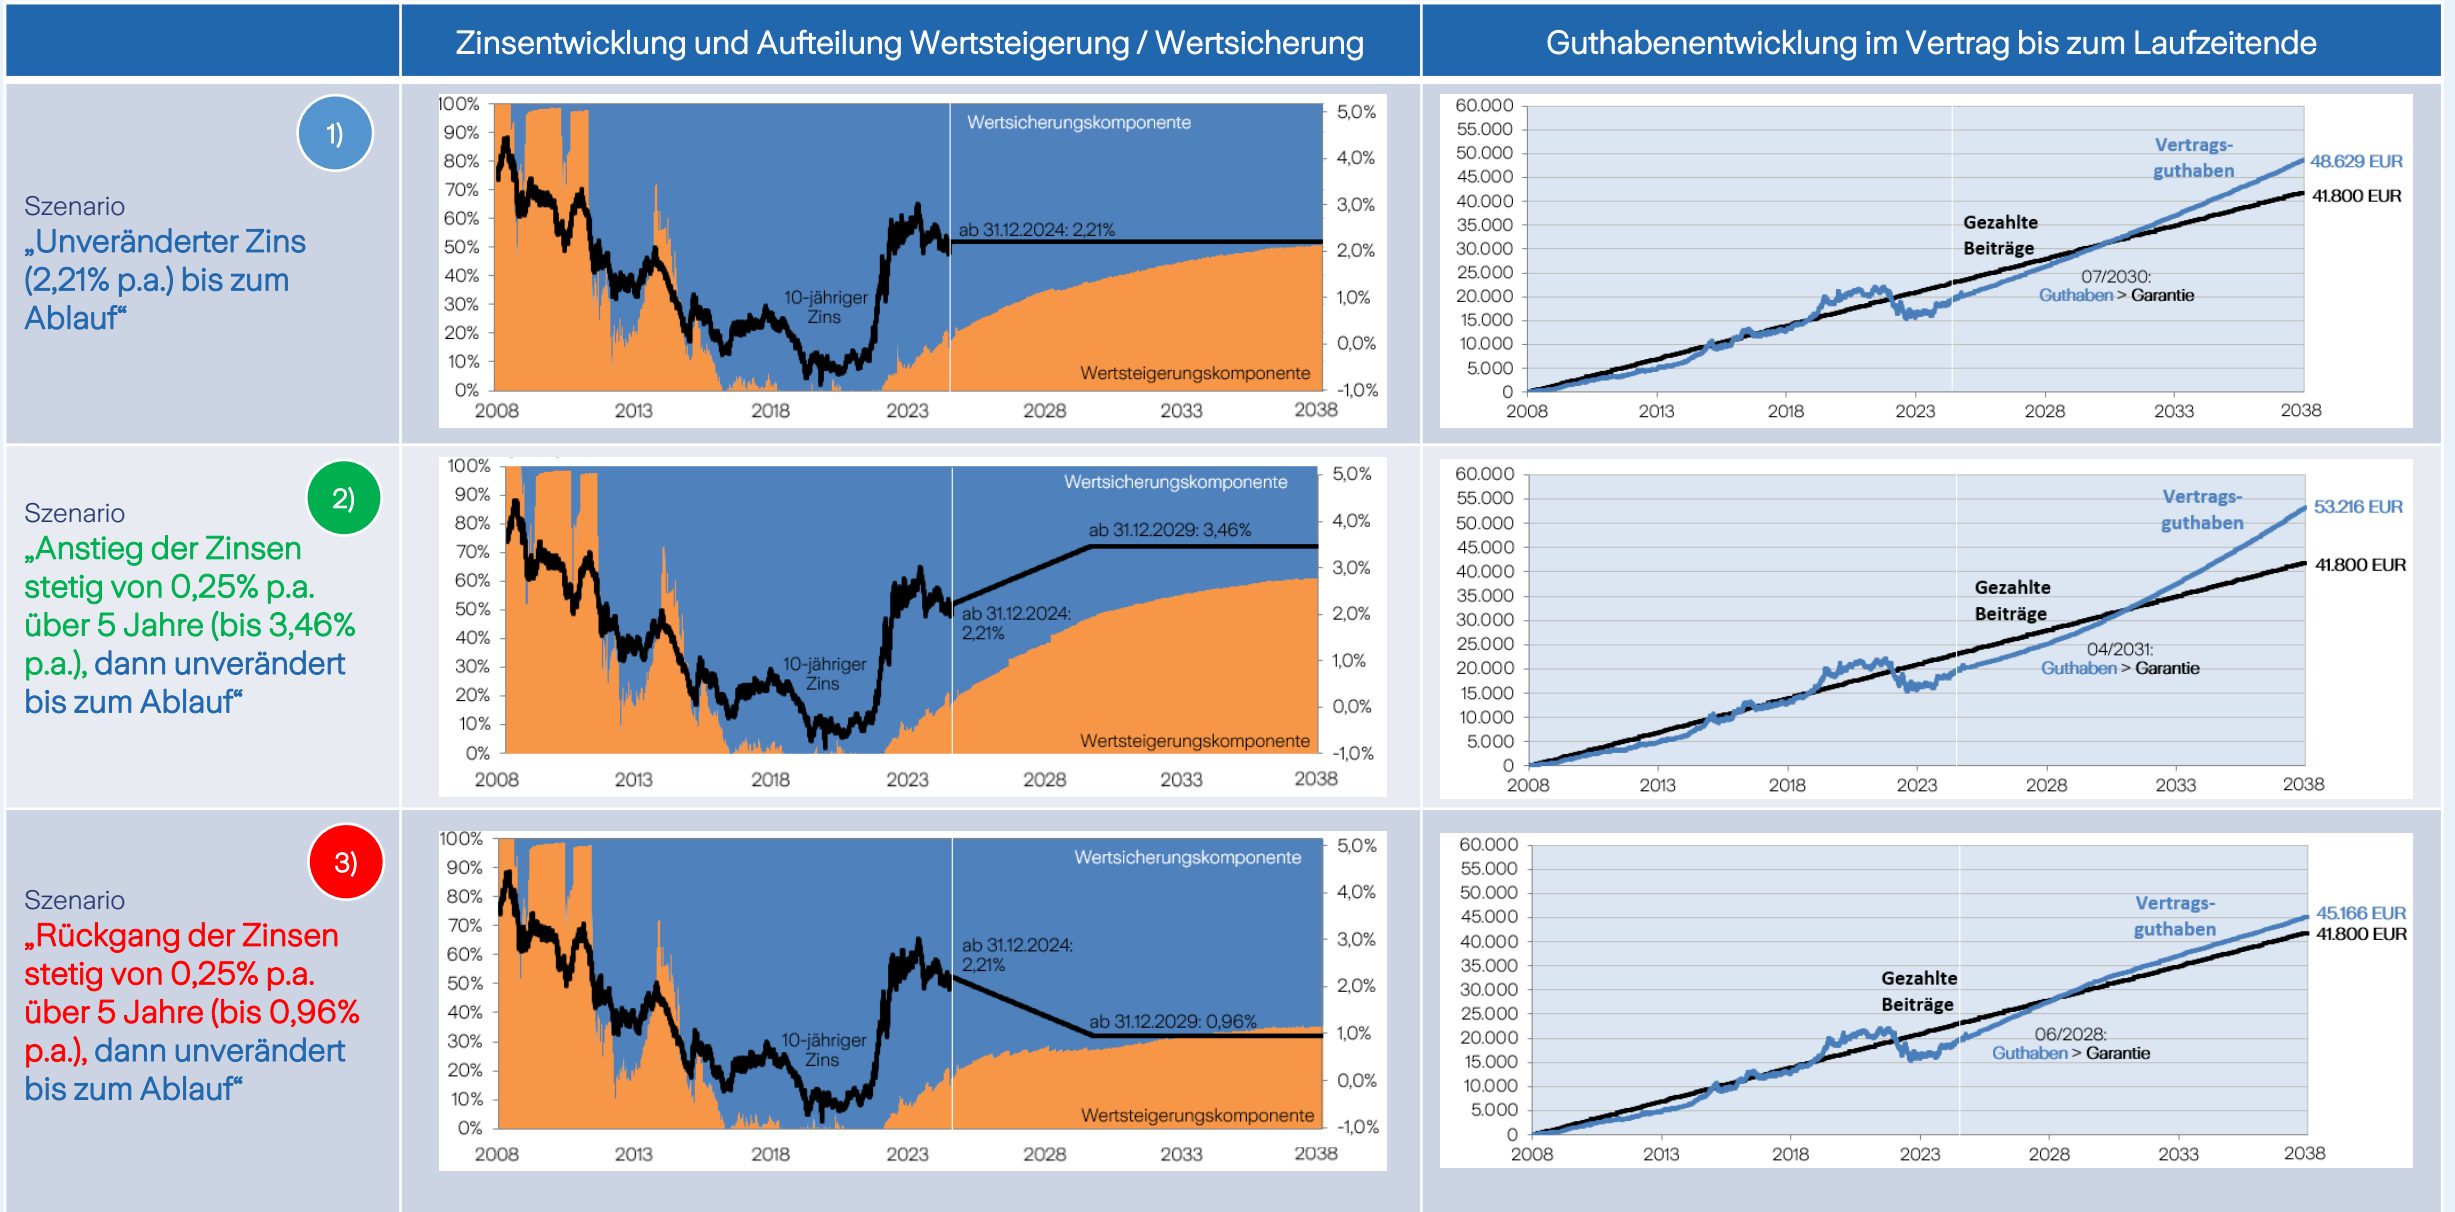 Zinsentwicklung und Aufteilung Wertsteigerung / Wertsicherung
Guthabenentwicklung im Vertrag bis zum Laufzeitende
1)
Szenario
„Unveränderter Zins
(2,21% p.a.) bis zum
Ablauf“
100%
90%
80%
70%
60%
50%
40%
30%
20%
10%
0%
5,0%
4,0%
3,0%
2,0%
1,0%
0,0%
-1,0%
Wertsicherungskomponente
ab 31.12.2024: 2,21%
10-jähriger
Zins
Wertsteigerungskomponente
2008
2013
2018
2023
2028
2033
2038
60.000
55.000
50.000
45.000
40.000
35.000
30.000
25.000
20.000
15.000
10.000
5.000
0
Vertrags-
guthaben
48.629 EUR
41.800 EUR
Gezahlte
Beiträge
07/2030:
Guthaben > Garantie
2008
2013
2018
2023
2028
2033
2038
2)
Szenario
„Anstieg der Zinsen
stetig von 0,25% p.a.
über 5 Jahre (bis 3,46%
p.a.), dann unverändert
bis zum Ablauf“
100%
90%
80%
70%
60%
50%
40%
30%
20%
10%
0%
5,0%
4,0%
3,0%
2,0%
1,0%
0,0%
-1,0%
Wertsicherungskomponente
ab 31.12.2029: 3,46%
ab 31.12.2024:
2,21%
10-jähriger
Zins
Wertsteigerungskomponente
2008
2013
2018
2023
2028
2033
2038
60.000
55.000
50.000
45.000
40.000
35.000
30.000
25.000
20.000
15.000
10.000
5.000
0
Vertrags-
guthaben
53.216 EUR
41.800 EUR
Gezahlte
Beiträge
04/2031:
Guthaben > Garantie
2008
2013
2018
2023
2028
2033
2038
3)
Szenario
„Rückgang der Zinsen
stetig von 0,25% p.a.
über 5 Jahre (bis 0,96%
p.a.), dann unverändert
bis zum Ablauf“
100%
90%
80%
70%
60%
50%
40%
30%
20%
10%
0%
5,0%
4,0%
3,0%
2,0%
1,0%
0,0%
-1,0%
Wertsicherungskomponente
ab 31.12.2024:
2,21%
ab 31.12.2029: 0,96%
10-jähriger
Zins
Wertsteigerungskomponente
2008
2013
2018
2023
2028
2033
2038
60.000
55.000
50.000
45.000
40.000
35.000
30.000
25.000
20.000
15.000
10.000
5.000
0
Vertrags-
guthaben
45.166 EUR
41.800 EUR
Gezahlte
Beiträge
06/2028:
Guthaben > Garantie
2008
2013
2018
2023
2028
2033
2038